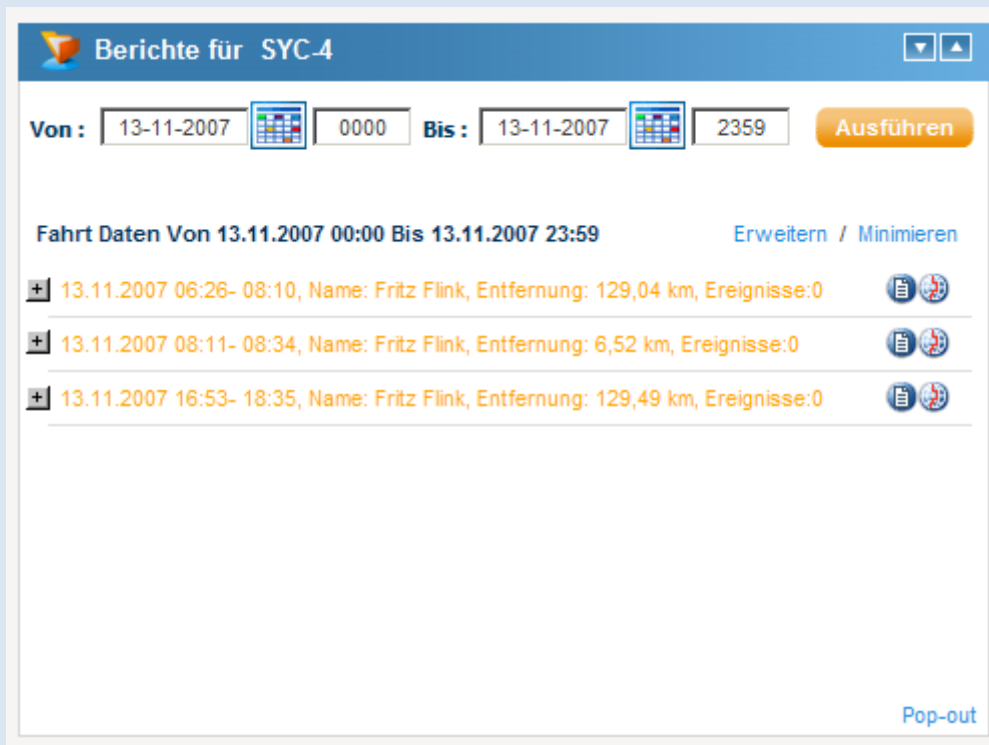 Berichte für SYC-4
Von : 13-11-2007 0000 Bis : 13-11-2007 2359 Ausführen
Fahrt Daten Von 13.11.2007 00:00 Bis 13.11.2007 23:59 Erweitern / Minimieren
13.11.2007 06:26- 08:10, Name: Fritz Flink, Entfernung: 129,04 km, Ereignisse:0
13.11.2007 08:11- 08:34, Name: Fritz Flink, Entfernung: 6,52 km, Ereignisse:0
13.11.2007 16:53- 18:35, Name: Fritz Flink, Entfernung: 129,49 km, Ereignisse:0
Pop-out